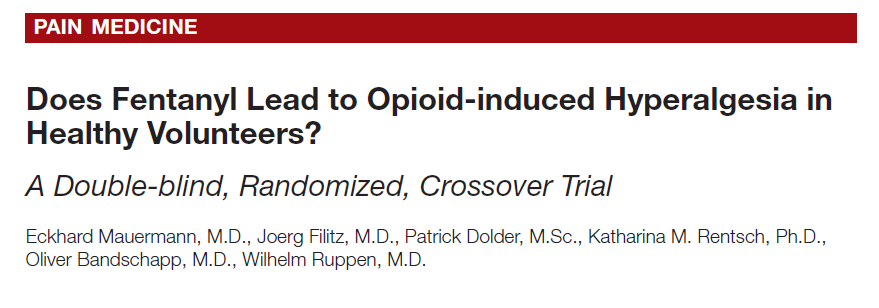 PAIN MEDICINE
Does Fentanyl Lead to Opioid-induced Hyperalgesia in
Healthy Volunteers?
A Double-blind, Randomized, Crossover Trial
Eckhard Mauermann, M.D., Joerg Filitz, M.D., Patrick Dolder, M.Sc., Katharina M. Rentsch, Ph.D.,
Oliver Bandschapp, M.D., Wilhelm Ruppen, M.D.